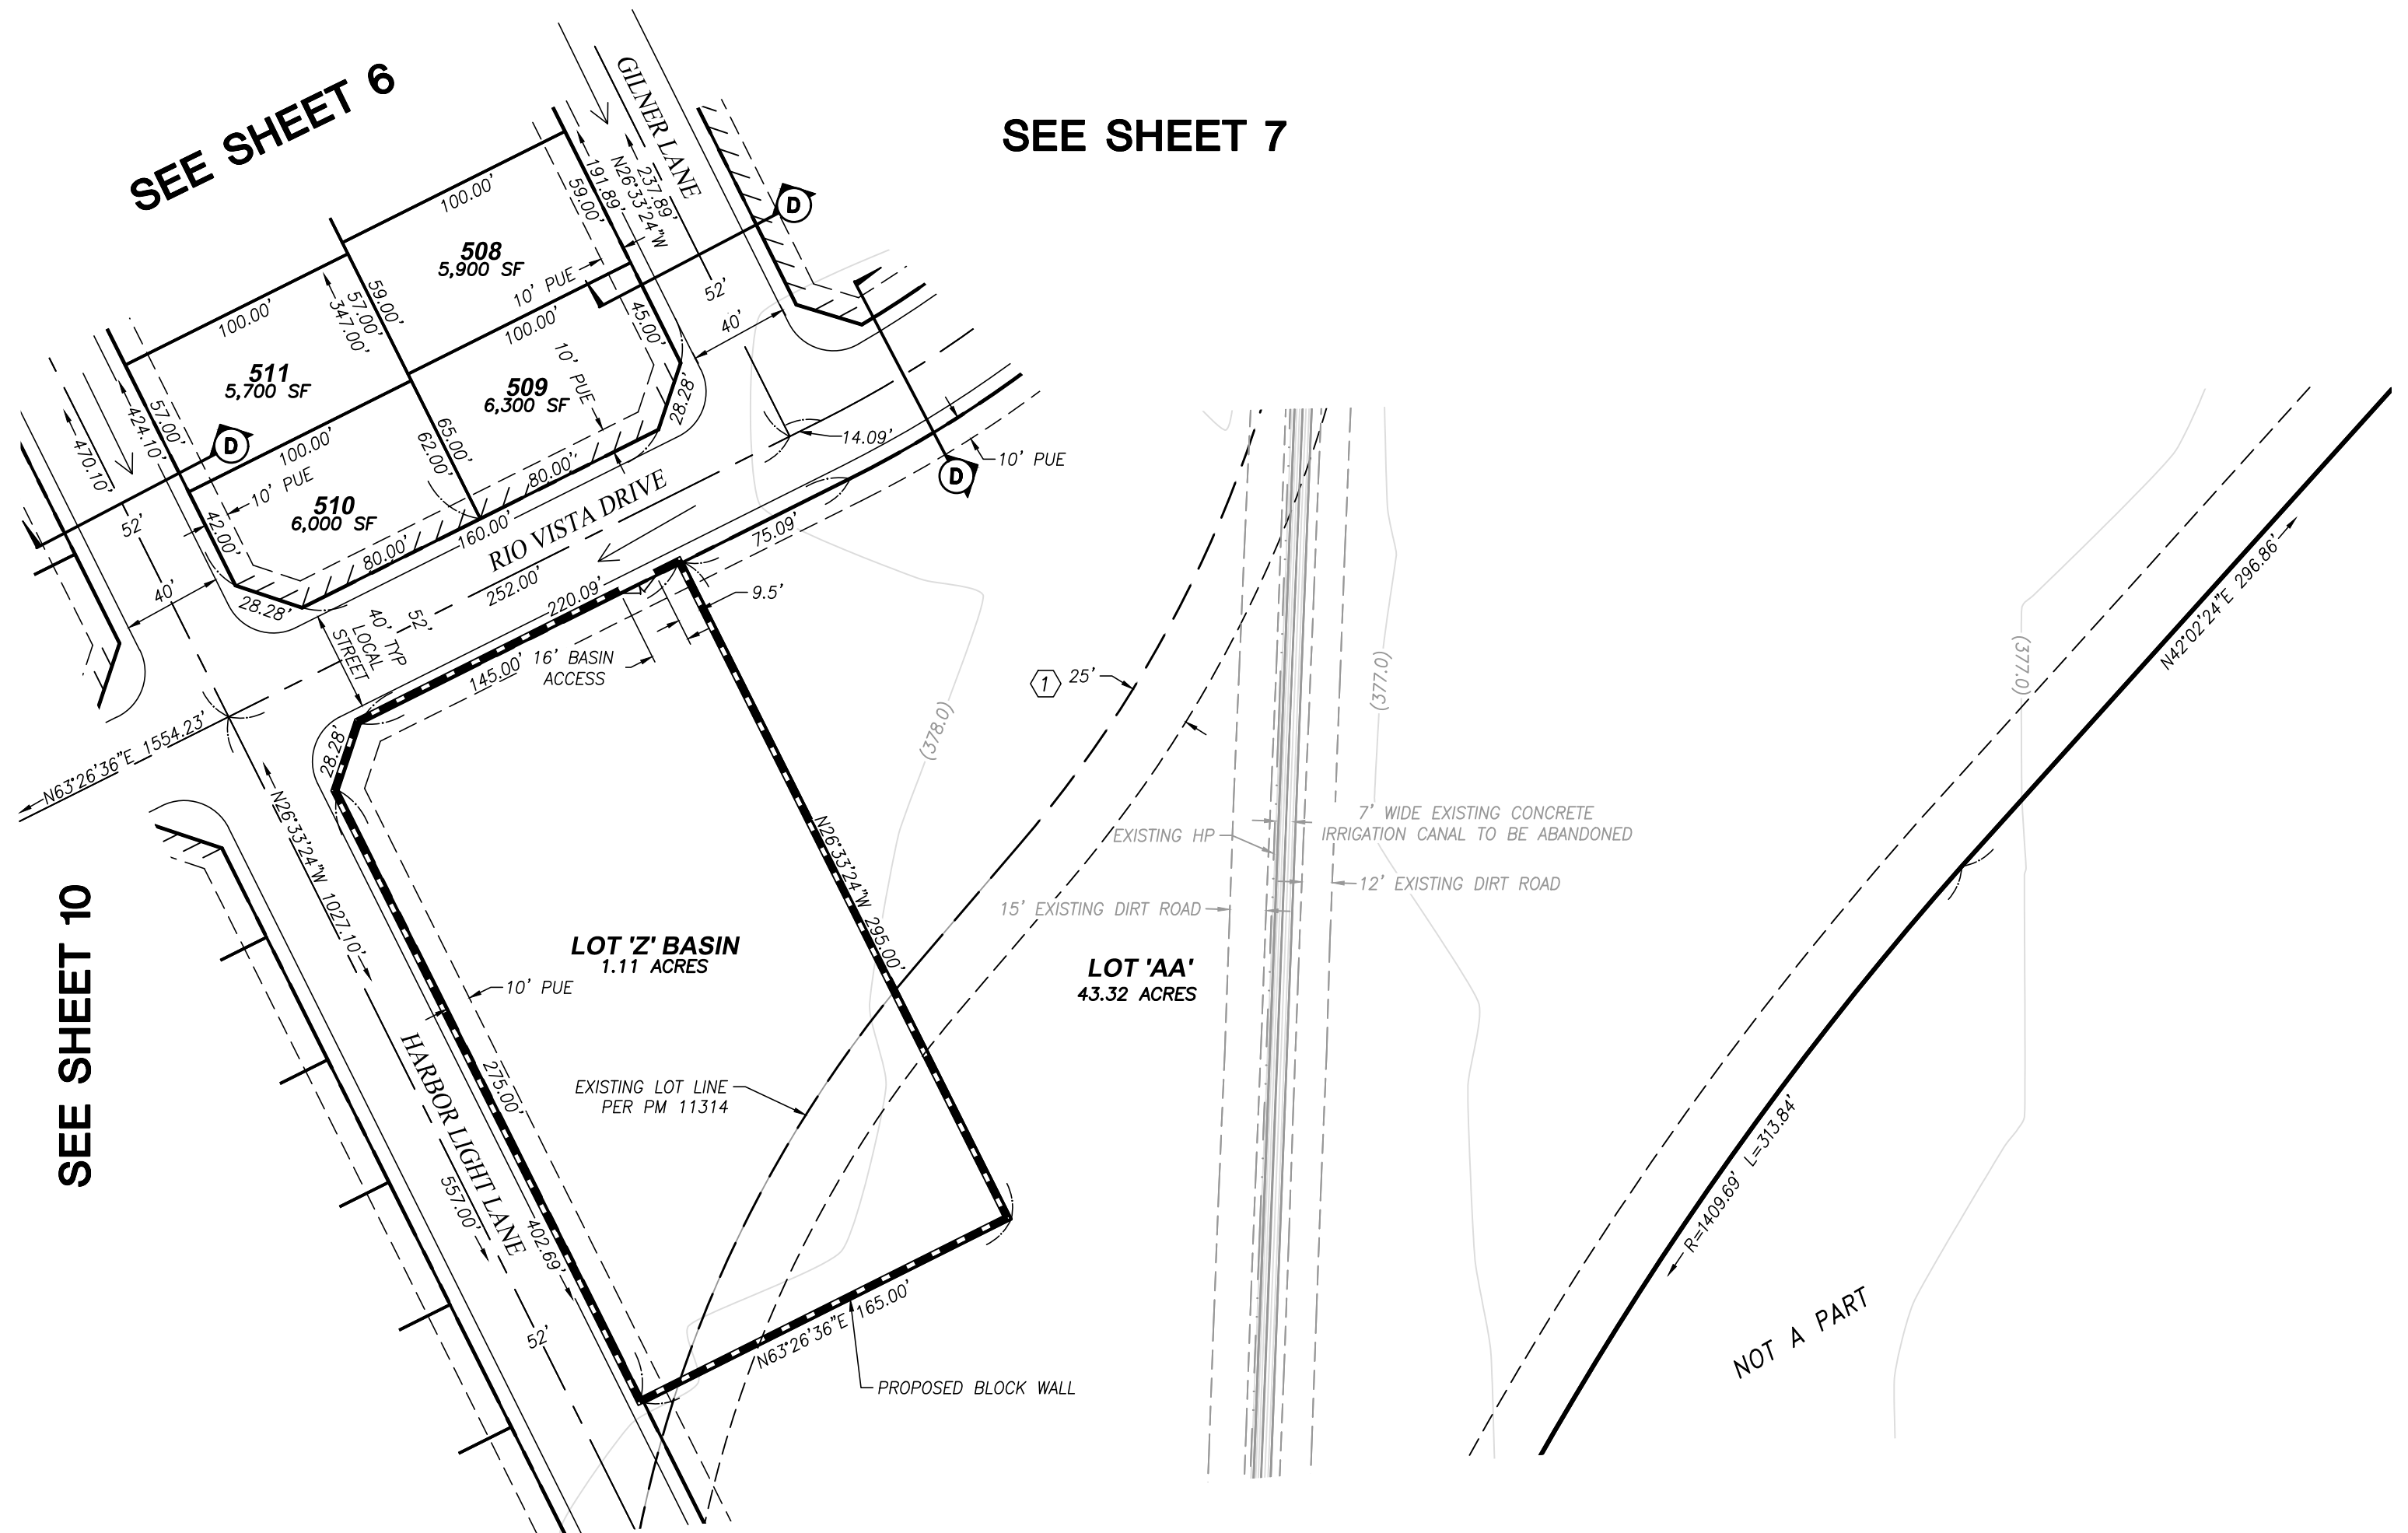 SEE SHEET 6
SEE SHEET 7
GILNER LANE
237.89'
N26°33'24"W
191.89'
59.00'
100.00'
508
5,900 SF
10' PUE
D
52'
40'
45.00'
100.00'
59.00'
57.00'
347.00'
100.00'
511
5,700 SF
509
6,300 SF
10' PUE
28.28'
14.09'
10' PUE
D
57.00'
424.10'
470.10'
D
100.00'
10' PUE
65.00'
62.00'
80.00'
510
6,000 SF
42.00'
52'
80.00'
160.00'
RIO VISTA DRIVE
252.00'
220.09'
75.09'
9.5'
40'
28.28'
52'
40' TYP
LOCAL
STREET
145.00'
16' BASIN
ACCESS
1
25'
(378.0)
(377.0)
(377.0)
N42°02'24"E 296.86'
N63°26'36"E 1554.23'
28.28'
N26°33'24"W 1027.10'
N26°33'24"W 295.00'
EXISTING HP
7' WIDE EXISTING CONCRETE
IRRIGATION CANAL TO BE ABANDONED
12' EXISTING DIRT ROAD
15' EXISTING DIRT ROAD
SEE SHEET 10
LOT 'Z' BASIN
1.11 ACRES
10' PUE
LOT 'AA'
43.32 ACRES
HARBOR LIGHT LANE
275.00'
EXISTING LOT LINE
PER PM 11314
557.00'
402.69'
52'
R=1409.69' L=313.84'
N63°26'36"E 165.00'
PROPOSED BLOCK WALL
NOT A PART